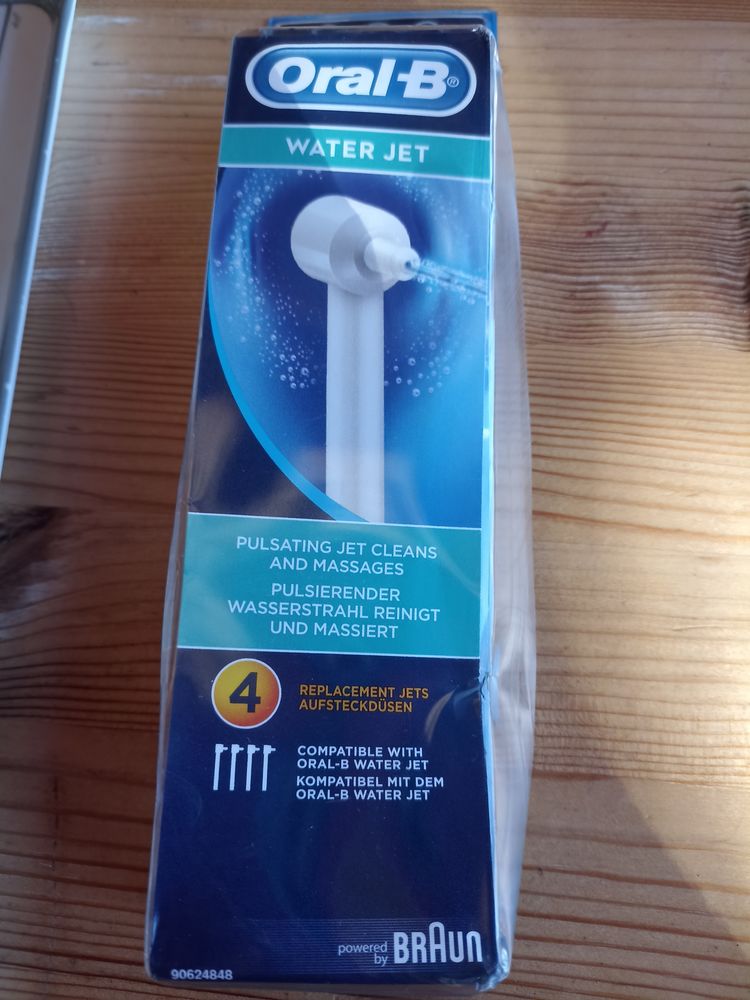 Oral-B®
WATER JET
PULSATING JET CLEANS
AND MASSAGES
PULSIERENDER
WASSERSTRAHL REINIGT
UND MASSIERT
4
REPLACEMENT JETS
AUFSTECKDÜSEN
COMPATIBLE WITH
ORAL-B WATER JET
KOMPATIBEL MIT DEM
ORAL-B WATER JET
powered
by BRAUN
90624848